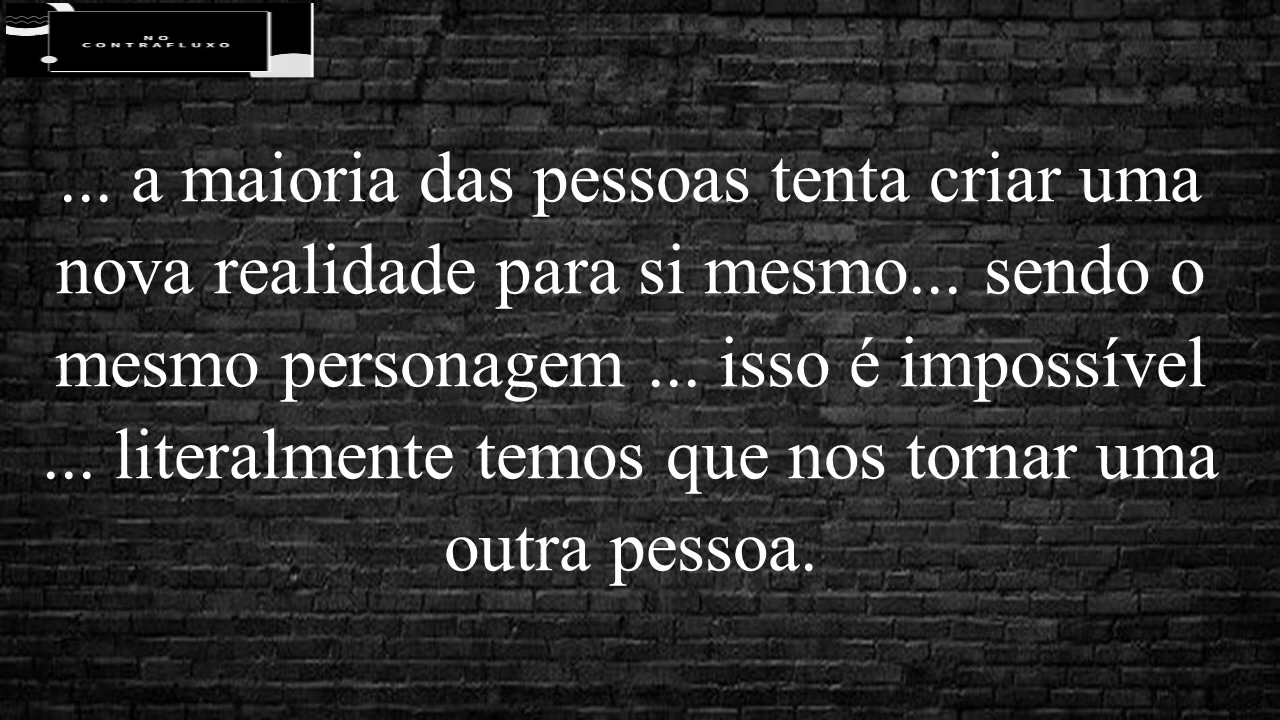 NO
CONTRAFLUXO
... a maioria das pessoas tenta criar uma
nova realidade para si mesmo... sendo o
mesmo personagem ... isso é impossível
... literalmente temos que nos tornar uma
outra pessoa.